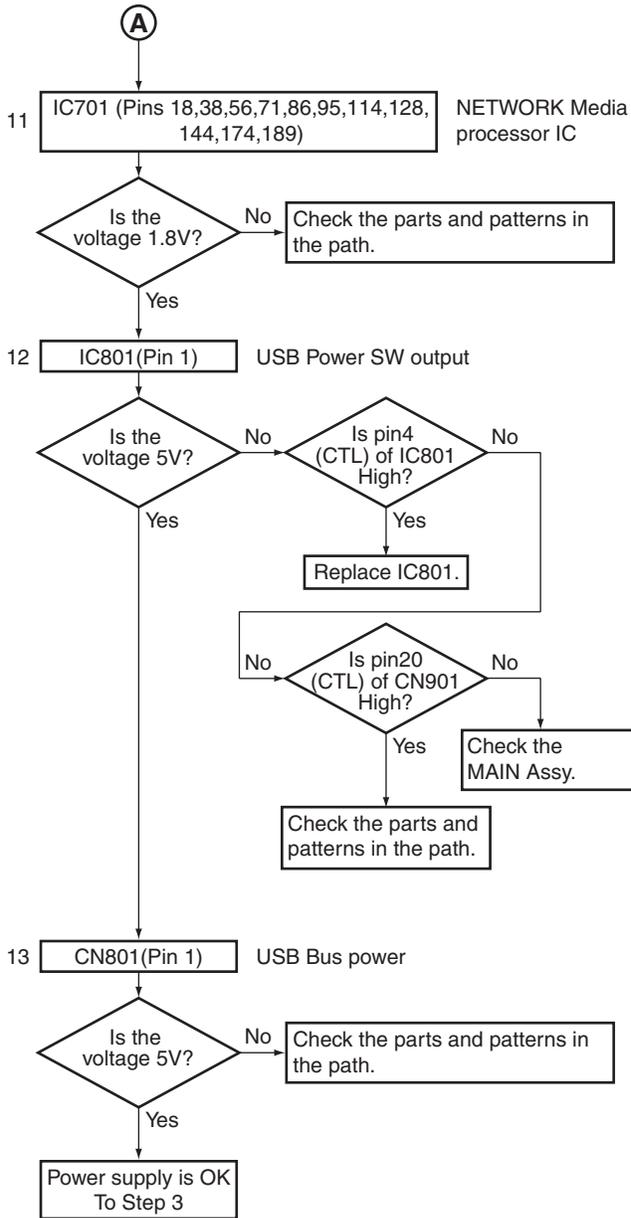 A
11
IC701 (Pins 18,38,56,71,86,95,114,128,
144,174,189)
NETWORK Media
processor IC
Is the
voltage 1.8V?
No
Check the parts and patterns in
the path.
Yes
12
IC801(Pin 1)
USB Power SW output
Is the
voltage 5V?
No
Is pin4
(CTL) of IC801
High?
No
Yes
Yes
Replace IC801.
No
Is pin20
(CTL) of CN901
High?
No
Yes
Check the
MAIN Assy.
Check the parts and
patterns in the path.
13
CN801(Pin 1)
USB Bus power
Is the
voltage 5V?
No
Check the parts and patterns in
the path.
Yes
Power supply is OK
To Step 3